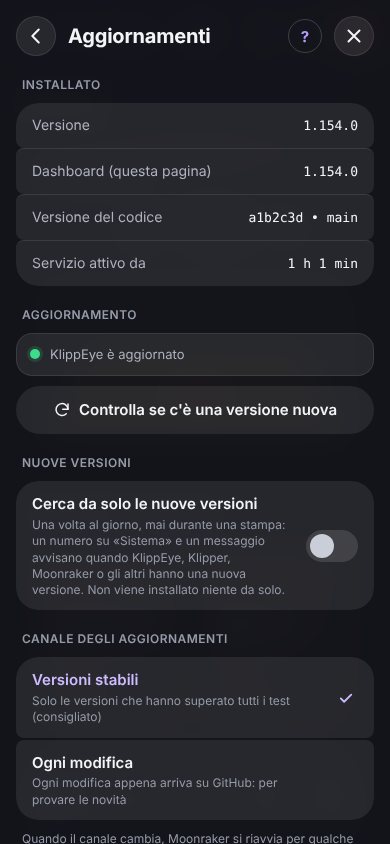 Aggiornamenti
?
INSTALLATO
Versione 1.154.0
Dashboard (questa pagina) 1.154.0
Versione del codice a1b2c3d • main
Servizio attivo da 1 h 1 min
AGGIORNAMENTO
KlippEye è aggiornato
Controlla se c'è una versione nuova
NUOVE VERSIONI
Cerca da solo le nuove versioni
Una volta al giorno, mai durante una stampa:
un numero su «Sistema» e un messaggio
avvisano quando KlippEye, Klipper,
Moonraker o gli altri hanno una nuova
versione. Non viene installato niente da solo.
CANALE DEGLI AGGIORNAMENTI
Versioni stabili
Solo le versioni che hanno superato tutti i test
(consigliato)
Ogni modifica
Ogni modifica appena arriva su GitHub: per
provare le novità
Quando il canale cambia, Moonraker si riavvia per qualche